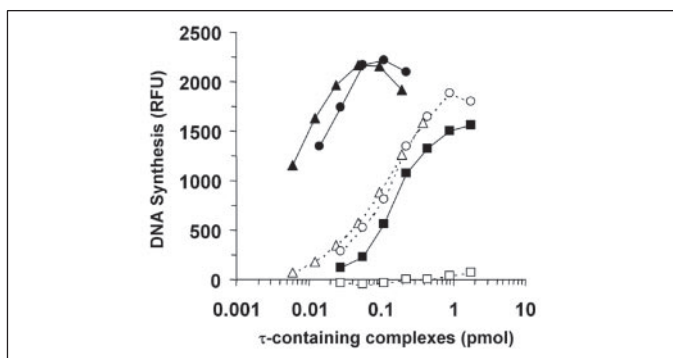 2500
2000
1500
1000
500
0
DNA Synthesis (RFU)
0.001 0.01 0.1 1 10
τ-containing complexes (pmol)